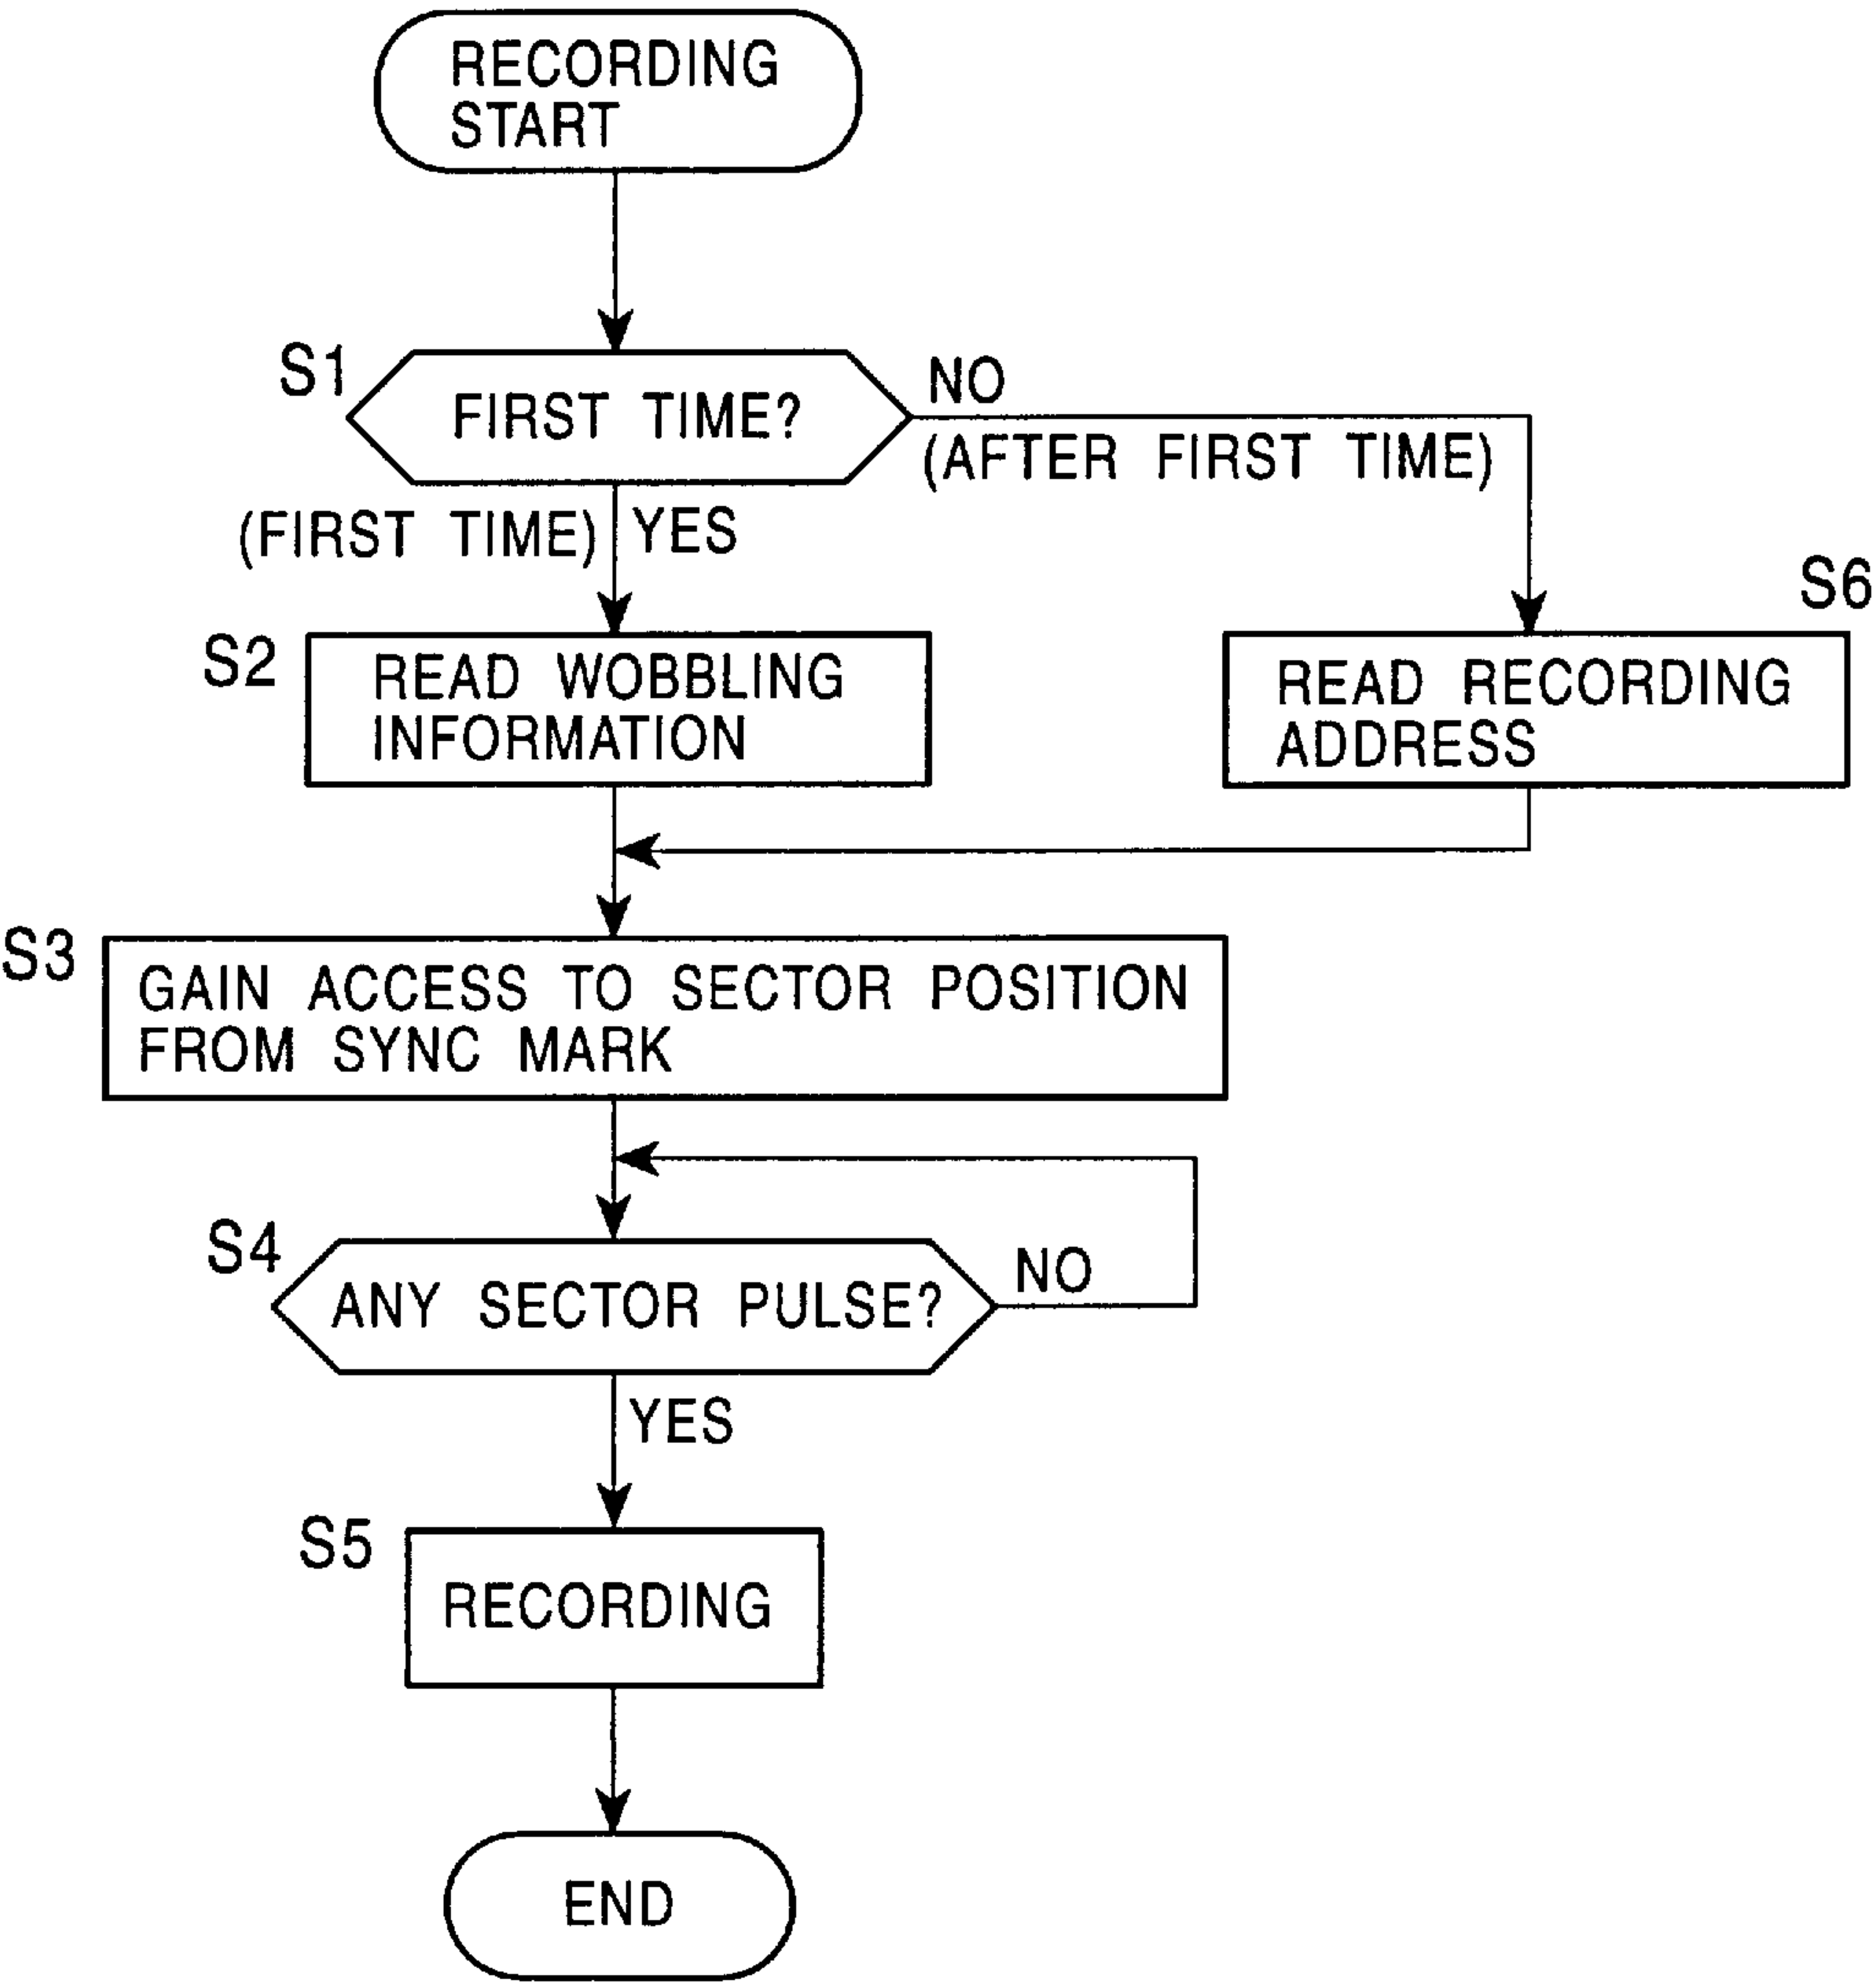 RECORDING
START
S1
FIRST TIME?
NO
(AFTER FIRST TIME)
(FIRST TIME) YES
S2
READ WOBBLING
INFORMATION
S6
READ RECORDING
ADDRESS
S3
GAIN ACCESS TO SECTOR POSITION
FROM SYNC MARK
S4
ANY SECTOR PULSE?
NO
YES
S5
RECORDING
END